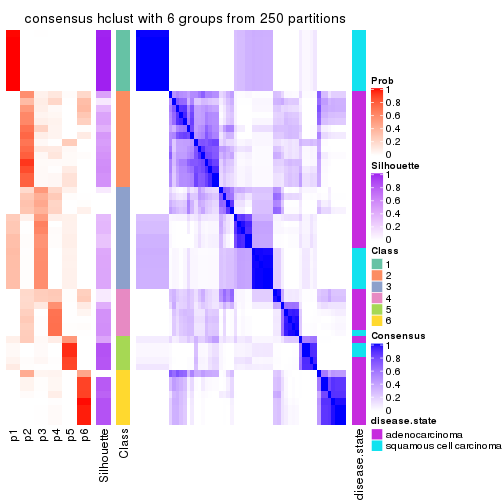 consensus hclust with 6 groups from 250 partitions
Prob
1
0.8
0.6
0.4
0.2
0
Silhouette
1
0.8
0.6
0.4
0.2
0
Class
1
2
3
4
5
6
Consensus
1
0.8
0.6
0.4
0.2
0
disease.state
adenocarcinoma
squamous cell carcinoma
p1
p2
p3
p4
p5
p6
Silhouette
Class
disease.state